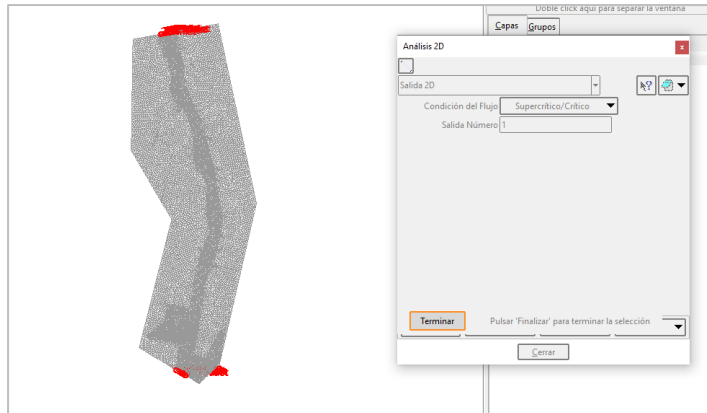 Doble click aquí para separar la ventana
Capas Grupos
Análisis 2D
x
Salida 2D
Condición del Flujo Supercrítico/Crítico
Salida Número 1
Terminar Pulsar 'Finalizar' para terminar la selección
Cerrar